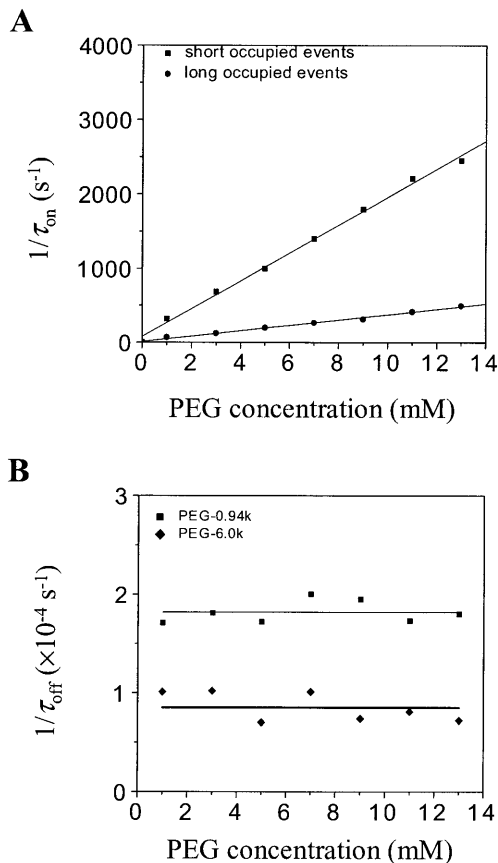 A
4000
3000
2000
1000
0
1/τon (s-1)
short occupied events
long occupied events
0 2 4 6 8 10 12 14
PEG concentration (mM)
B
3
2
1
0
1/τoff (×10-4 s-1)
PEG-0.94k
PEG-6.0k
0 2 4 6 8 10 12 14
PEG concentration (mM)